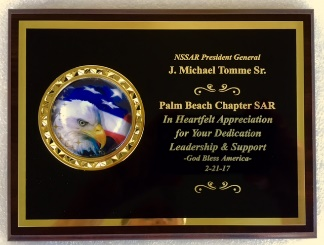 NSSAR President General
J. Michael Tomme Sr.
Palm Beach Chapter SAR
In Heartfelt Appreciation
for Your Dedication
Leadership & Support
-God Bless America-
2-21-17